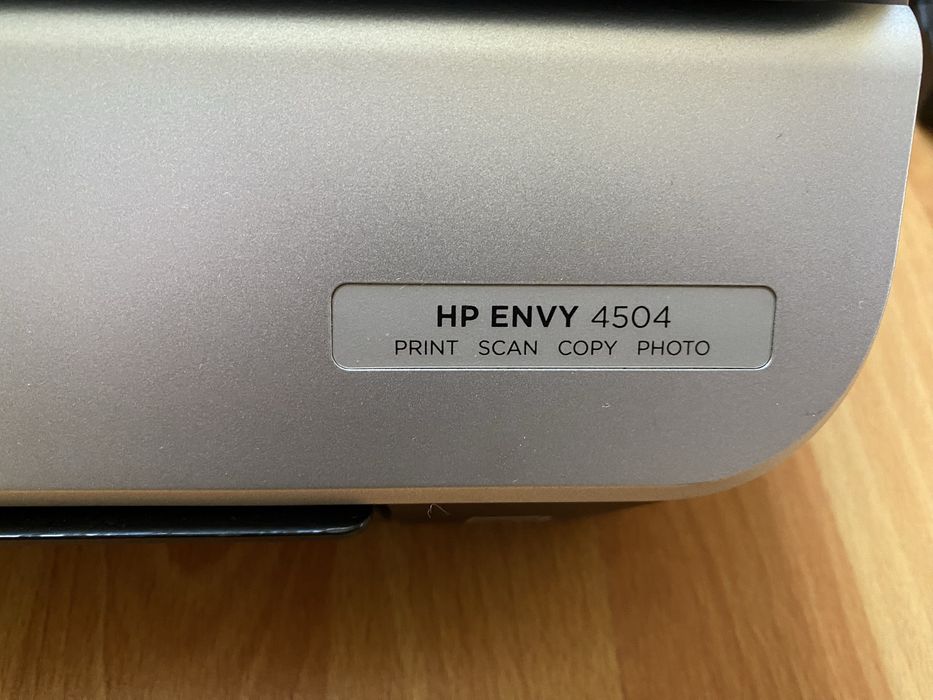 HP ENVY 4504
PRINT SCAN COPY PHOTO